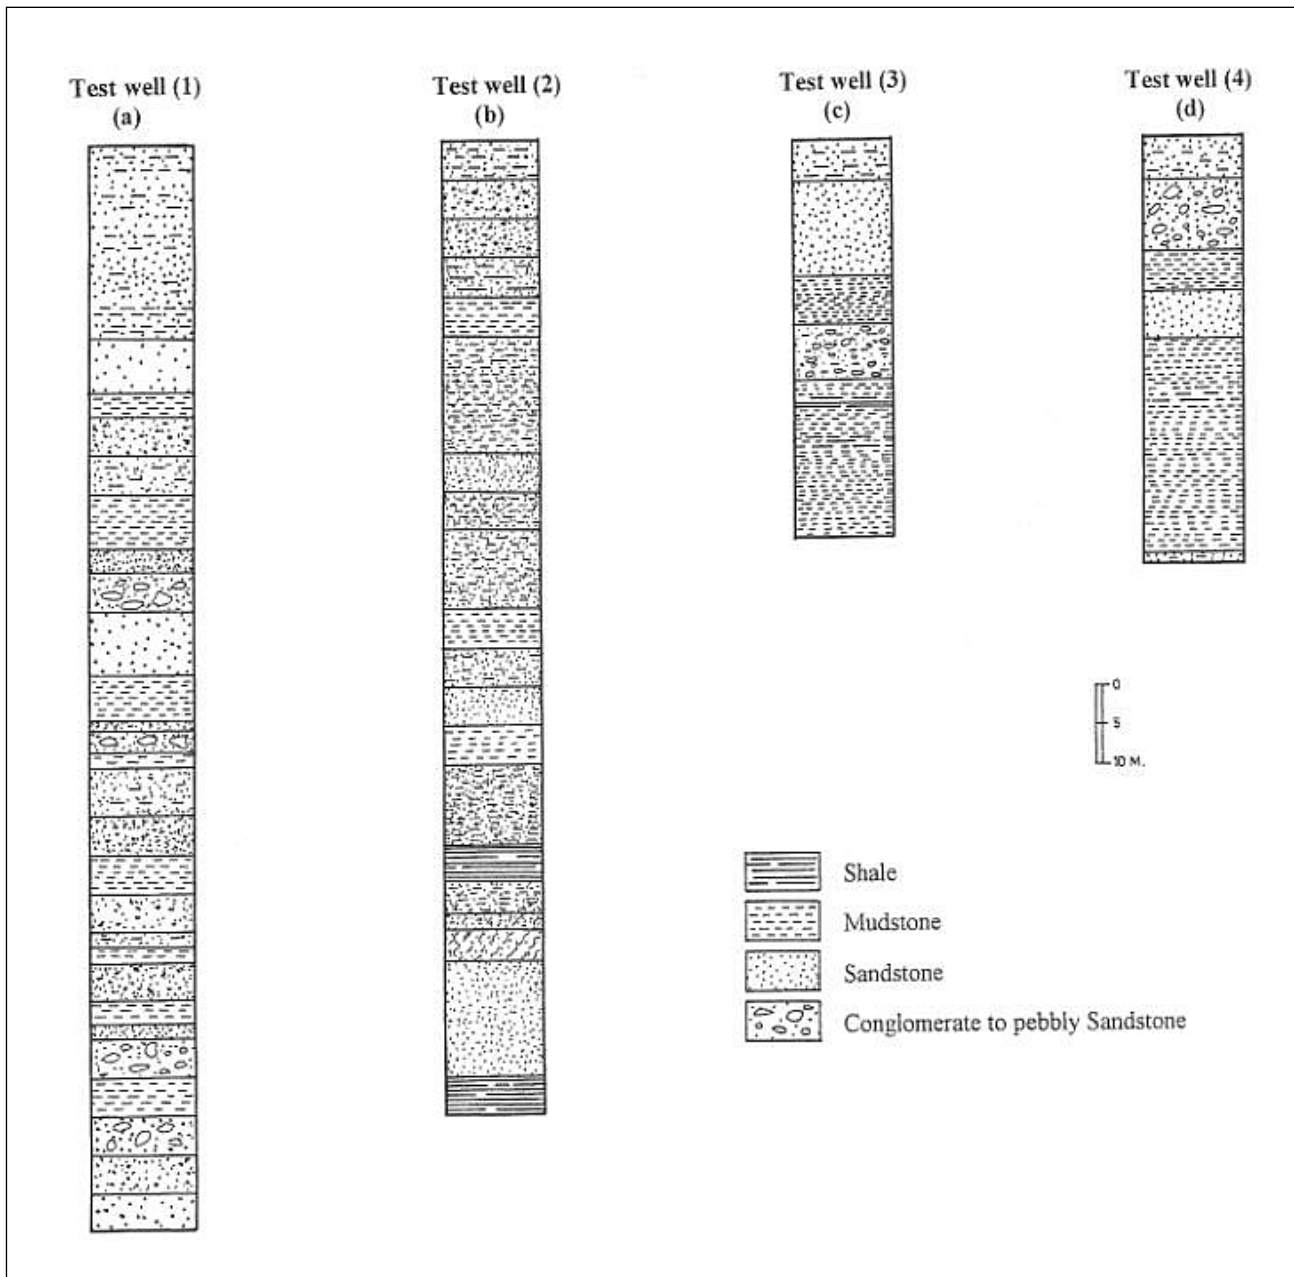 Test well (1)
(a)
Test well (2)
(b)
Test well (3)
(c)
Test well (4)
(d)
0
5
10 M.
Shale
Mudstone
Sandstone
Conglomerate to pebbly Sandstone